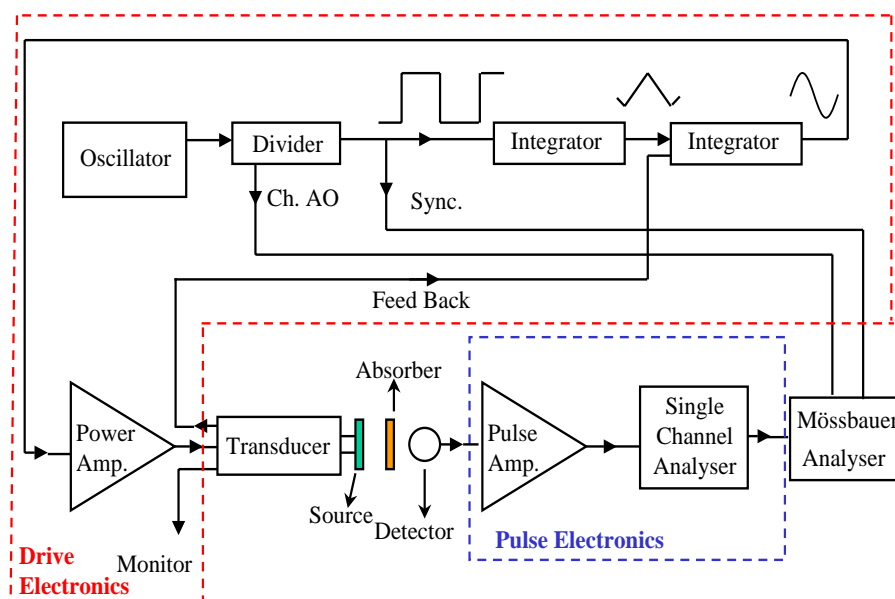 Oscillator
Divider
Integrator
Integrator
Ch. AO
Sync.
Feed Back
Absorber
Power
Amp.
Transducer
Pulse
Amp.
Single
Channel
Analyser
Mössbauer
Analyser
Source
Detector
Monitor
Drive
Electronics
Pulse Electronics